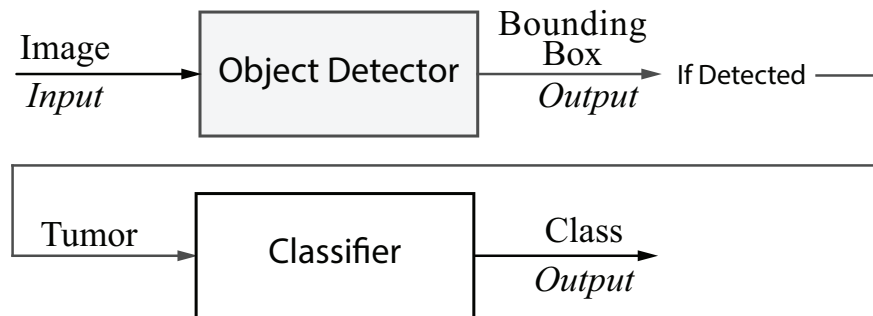 Image
Input
Object Detector
Bounding
Box
Output
If Detected
Tumor
Classifier
Class
Output